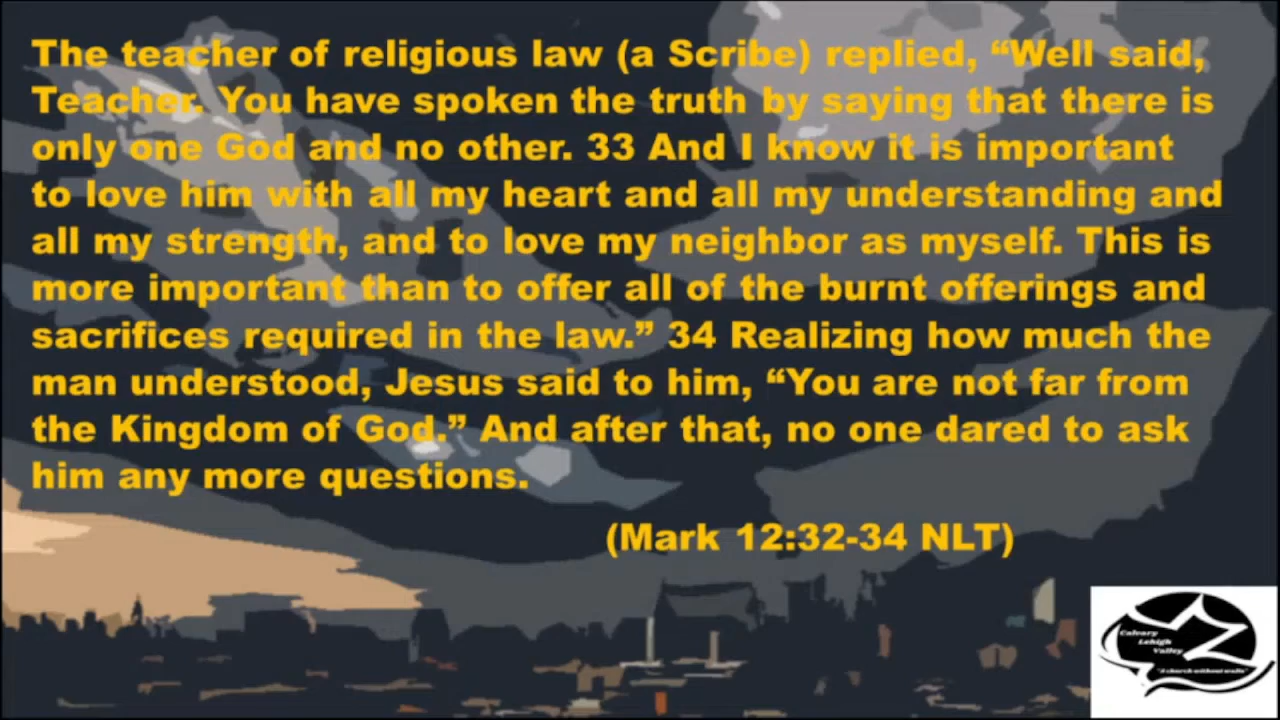 The teacher of religious law (a Scribe) replied, “Well said,
Teacher. You have spoken the truth by saying that there is
only one God and no other. 33 And I know it is important
to love him with all my heart and all my understanding and
all my strength, and to love my neighbor as myself. This is
more important than to offer all of the burnt offerings and
sacrifices required in the law.” 34 Realizing how much the
man understood, Jesus said to him, “You are not far from
the Kingdom of God.” And after that, no one dared to ask
him any more questions.
(Mark 12:32-34 NLT)
Calvary
Lehigh
Valley
"A church without walls"